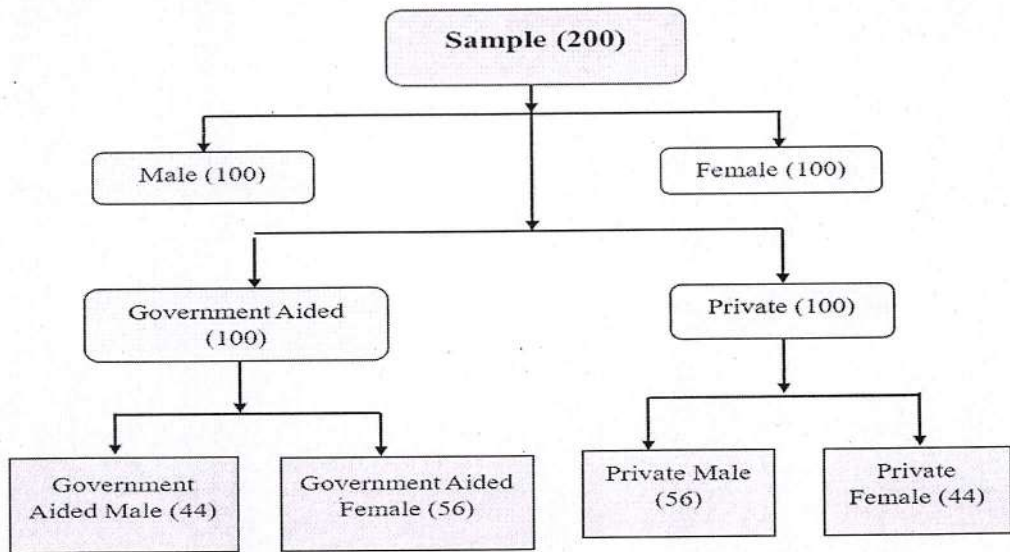 Sample (200)
Male (100)
Female (100)
Government Aided
(100)
Private (100)
Government
Aided Male (44)
Government Aided
Female (56)
Private Male
(56)
Private
Female (44)